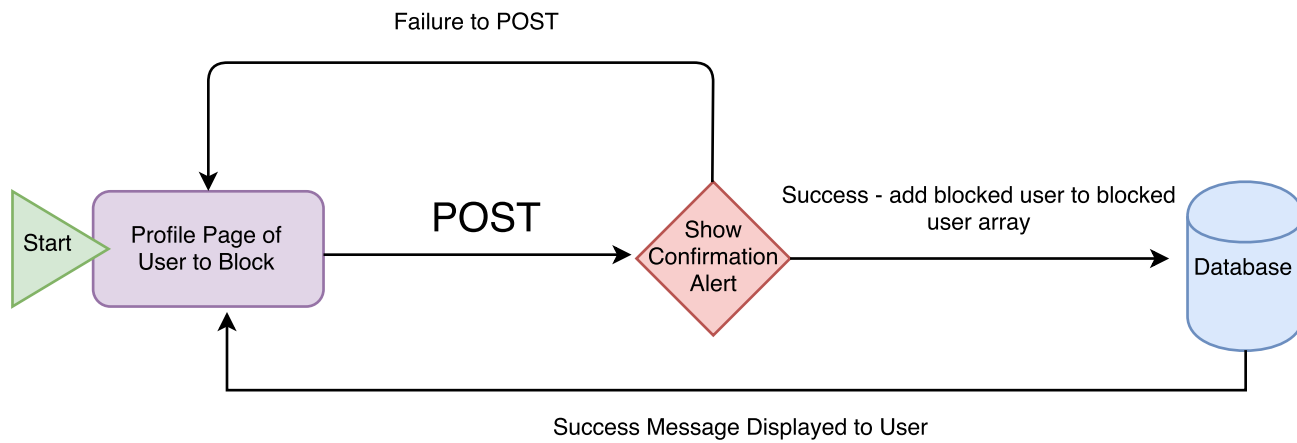 Failure to POST
Start
Profile Page of
User to Block
POST
Show
Confirmation
Alert
Success - add blocked user to blocked
user array
Database
Success Message Displayed to User